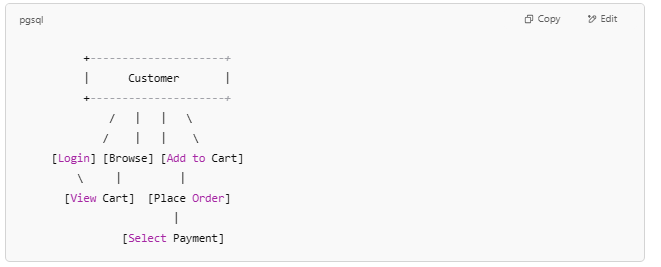 pgsql Copy Edit
+---------------------+
| Customer |
+---------------------+
/ | | \
/ | | \
[Login] [Browse] [Add to Cart]
\ | |
[View Cart] [Place Order]
|
[Select Payment]